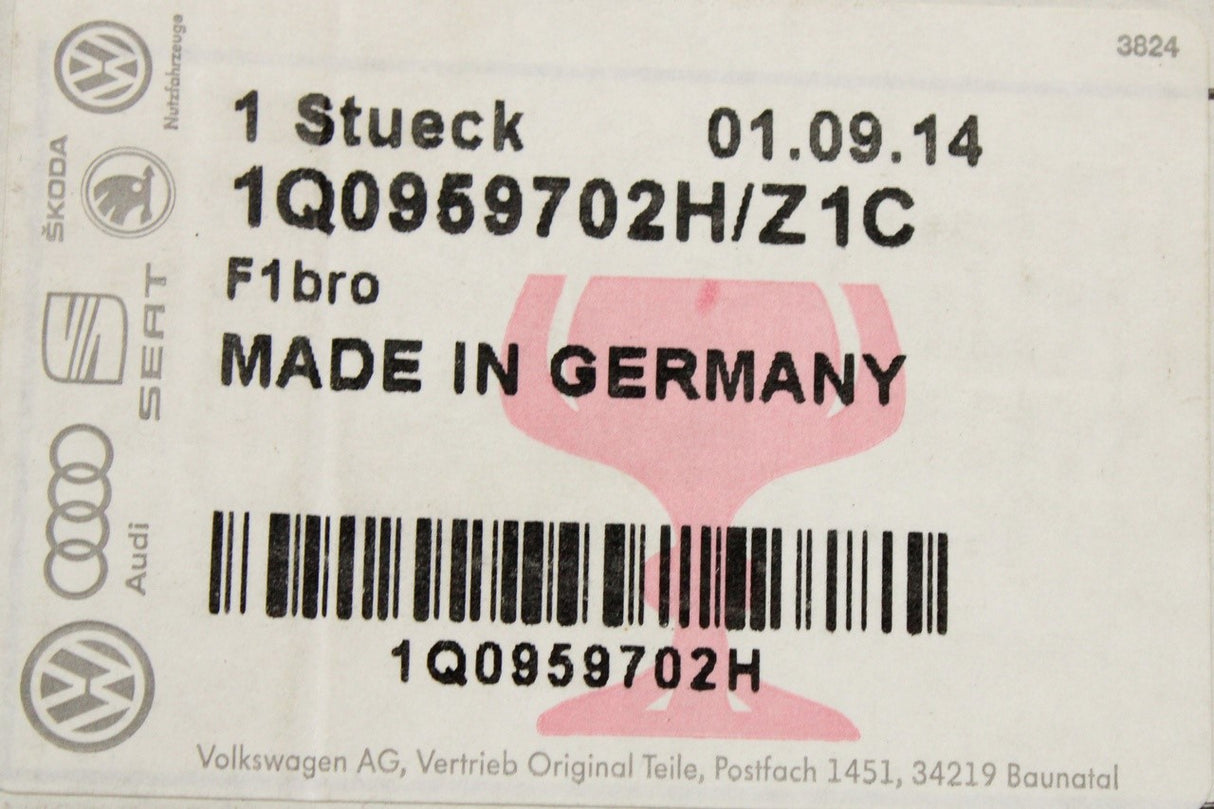 3824
Nutzfahrzeuge
1 Stueck 01.09.14
1Q0959702H/Z1C
F1bro
MADE IN GERMANY
ŠKODA
SEAT
Audi
1Q0959702H
Volkswagen AG, Vertrieb Original Teile, Postfach 1451, 34219 Baunatal